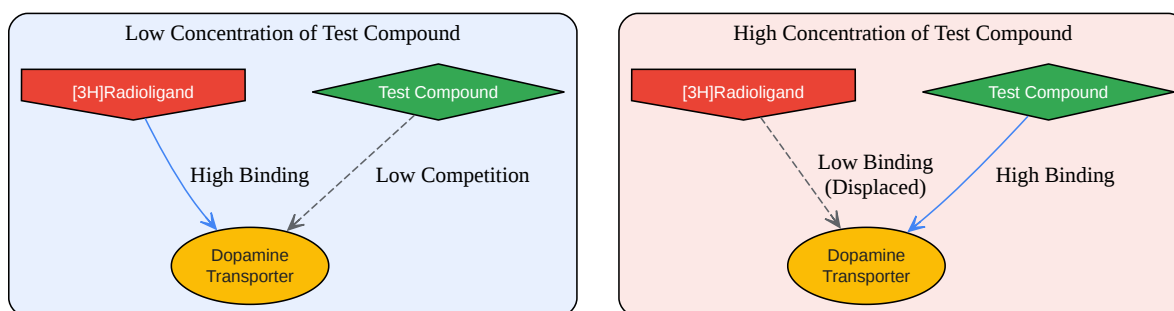 Low Concentration of Test Compound
[3H]Radioligand
Test Compound
High Binding
Low Competition
Dopamine
Transporter
High Concentration of Test Compound
[3H]Radioligand
Test Compound
Low Binding
(Displaced)
High Binding
Dopamine
Transporter